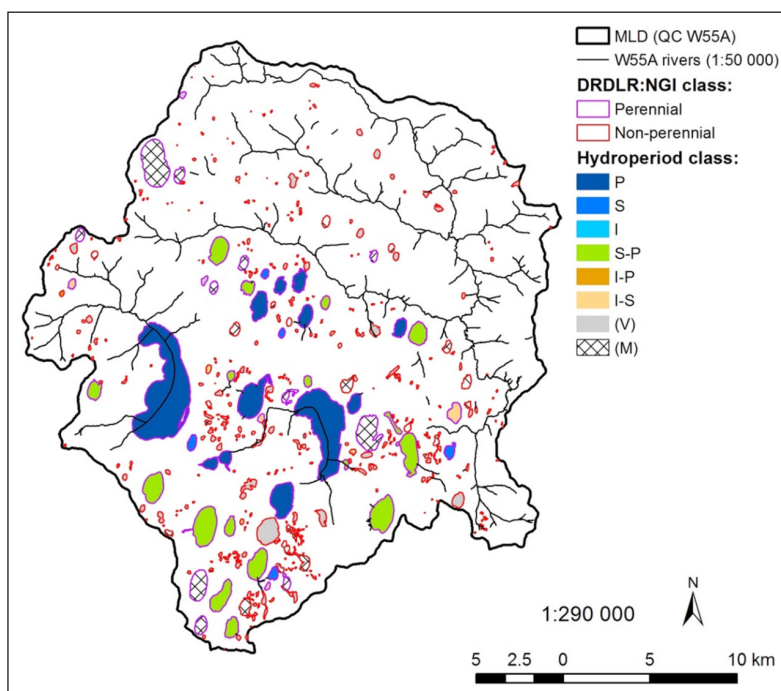 MLD (QC W55A)
W55A rivers (1:50 000)
DRDLR:NGI class:
Perennial
Non-perennial
Hydroperiod class:
P
S
I
S-P
I-P
I-S
(V)
(M)
N
1:290 000
5 2.5 0 5 10 km